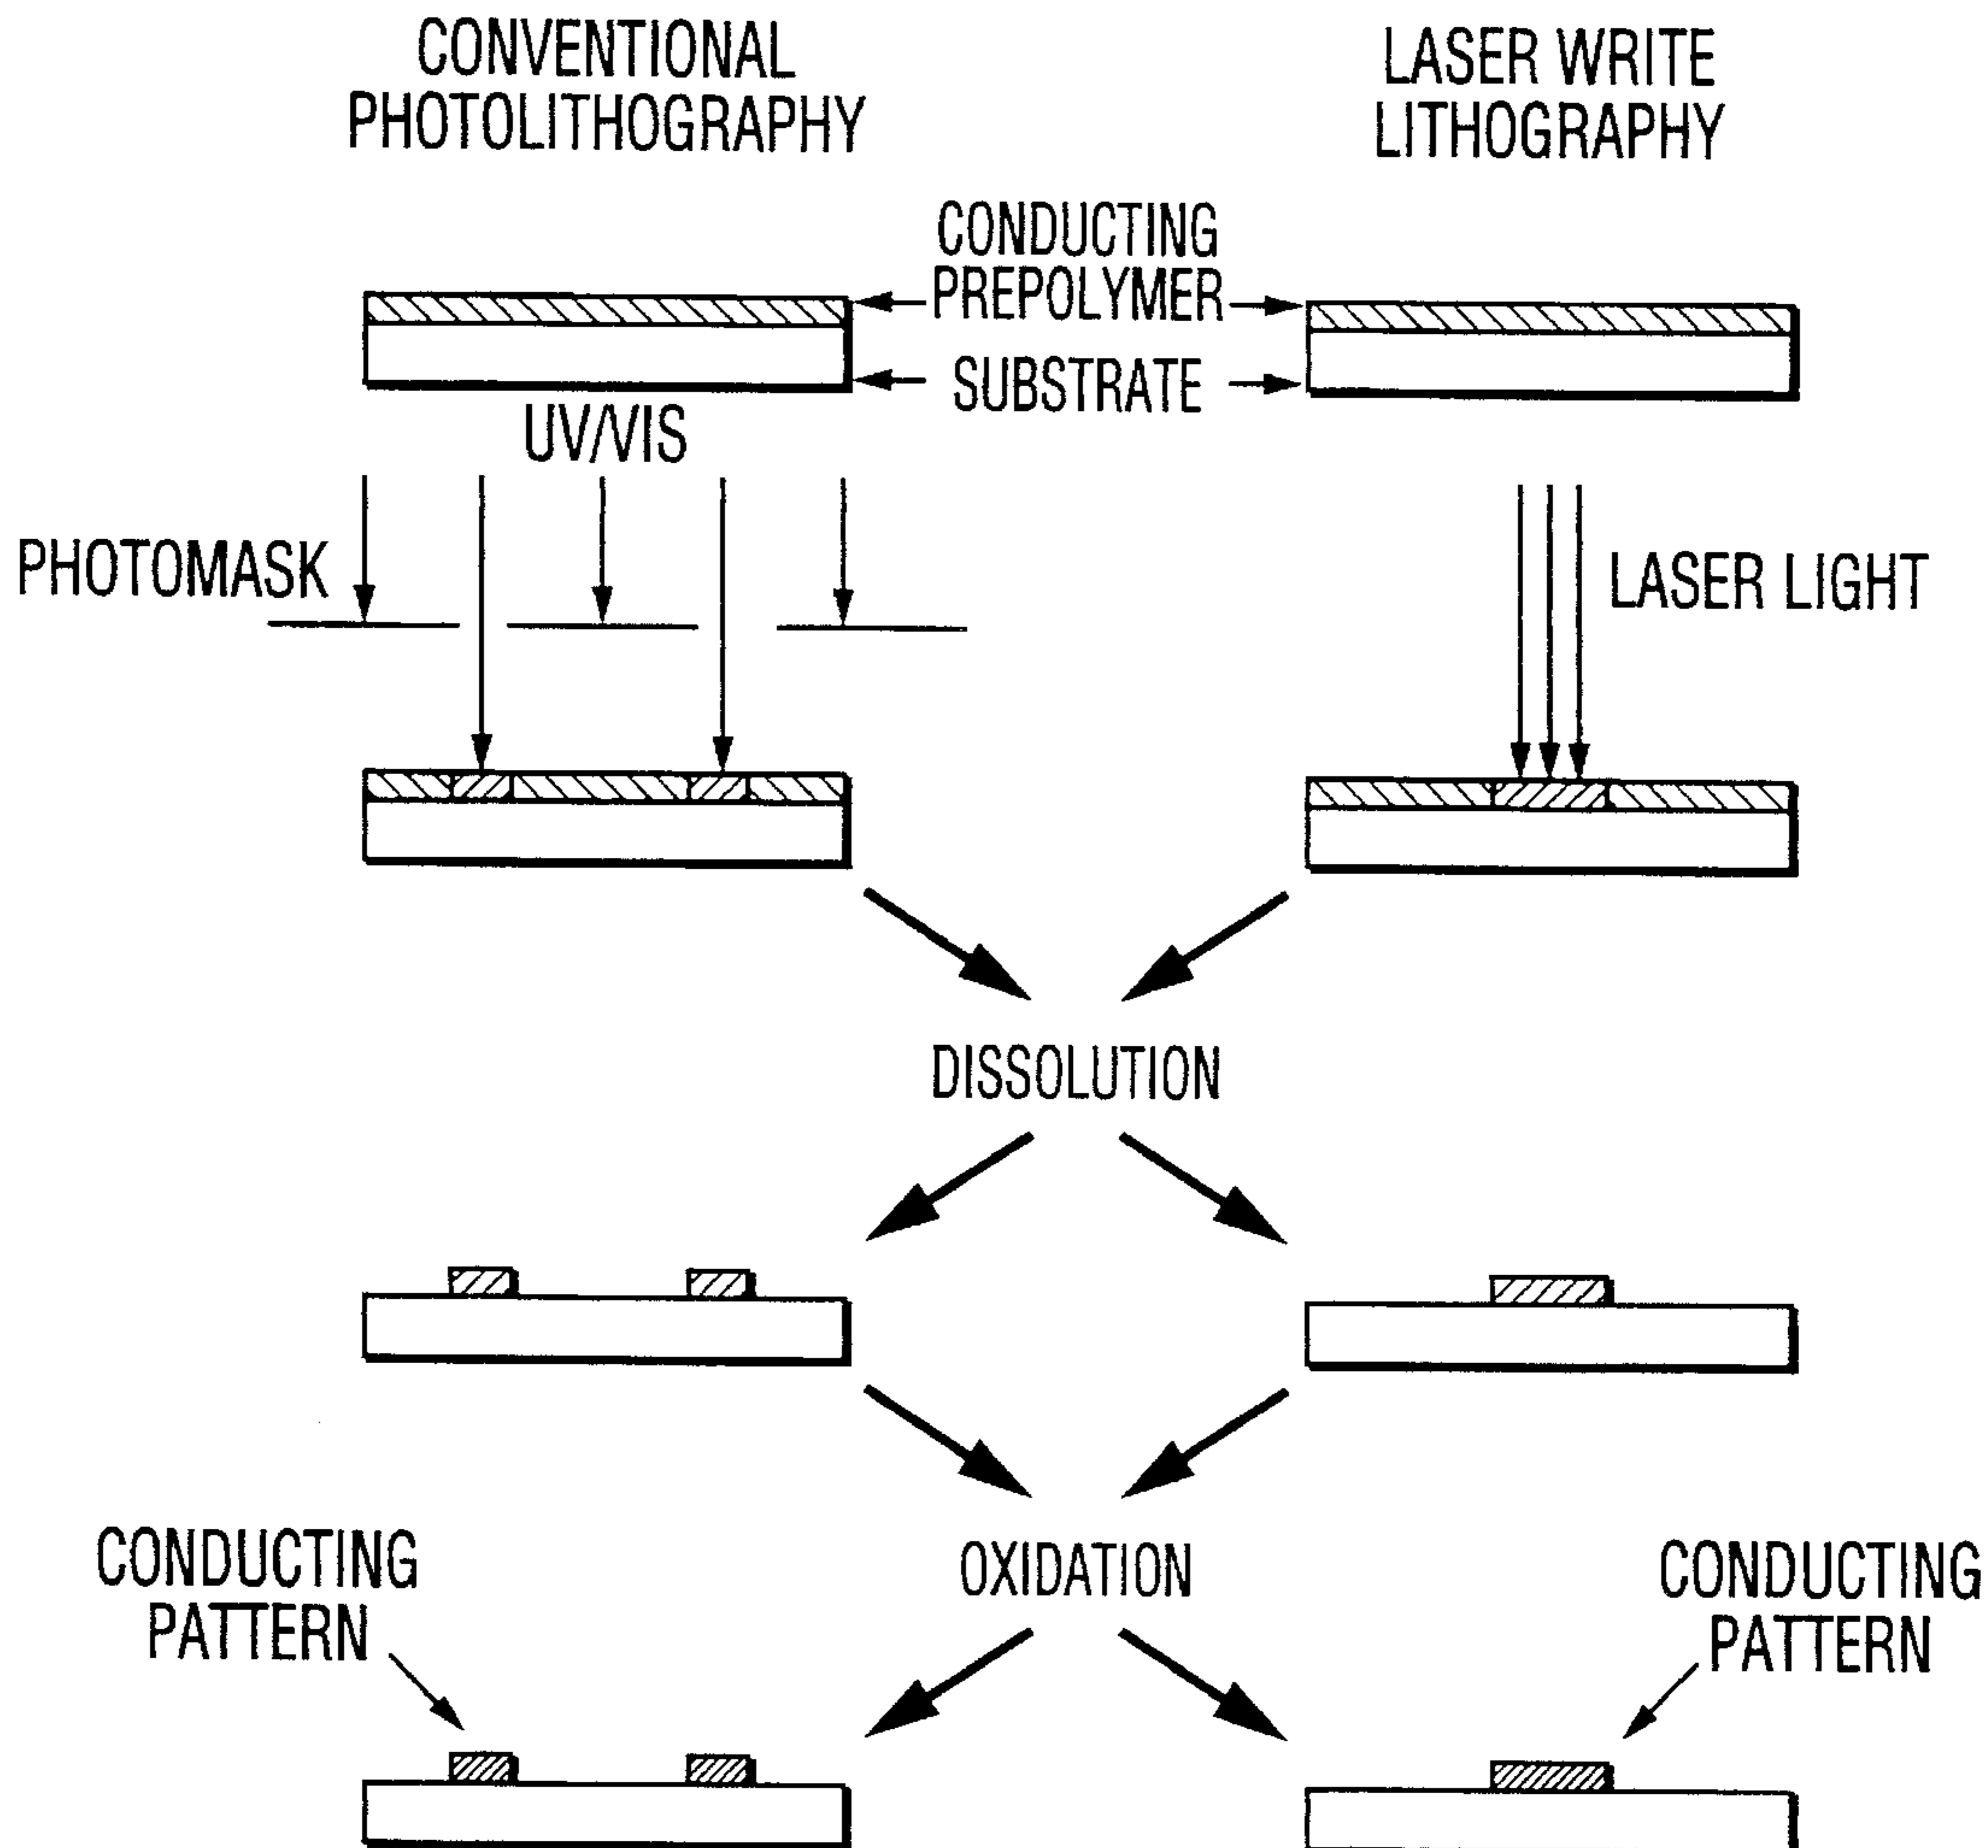 CONVENTIONAL
PHOTOLITHOGRAPHY
LASER WRITE
LITHOGRAPHY
CONDUCTING
PREPOLYMER
SUBSTRATE
UV/VIS
PHOTOMASK
LASER LIGHT
DISSOLUTION
OXIDATION
CONDUCTING
PATTERN
CONDUCTING
PATTERN